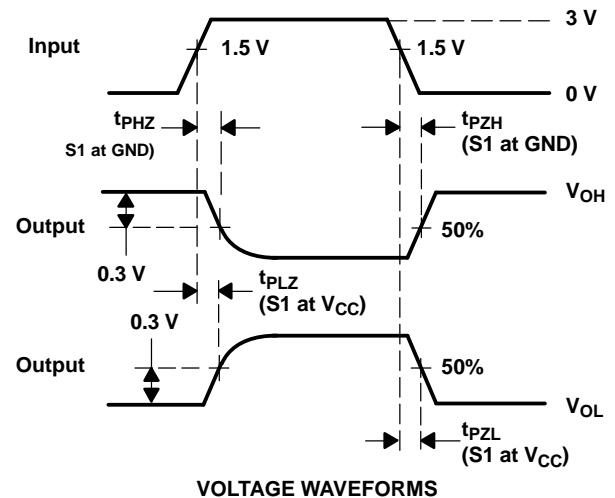 3 V
Input
1.5 V
1.5 V
0 V
tPHZ
S1 at GND)
tPZH
(S1 at GND)
VOH
Output
50%
0.3 V
tPLZ
(S1 at VCC)
0.3 V
Output
50%
VOL
tPZL
(S1 at VCC)
VOLTAGE WAVEFORMS